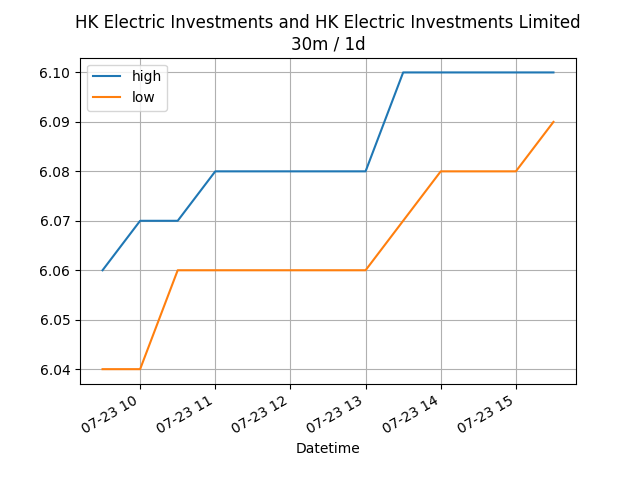 HK Electric Investments and HK Electric Investments Limited
30m / 1d
high
low
6.10
6.09
6.08
6.07
6.06
6.05
6.04
07-23 10
07-23 11
07-23 12
07-23 13
07-23 14
07-23 15
Datetime